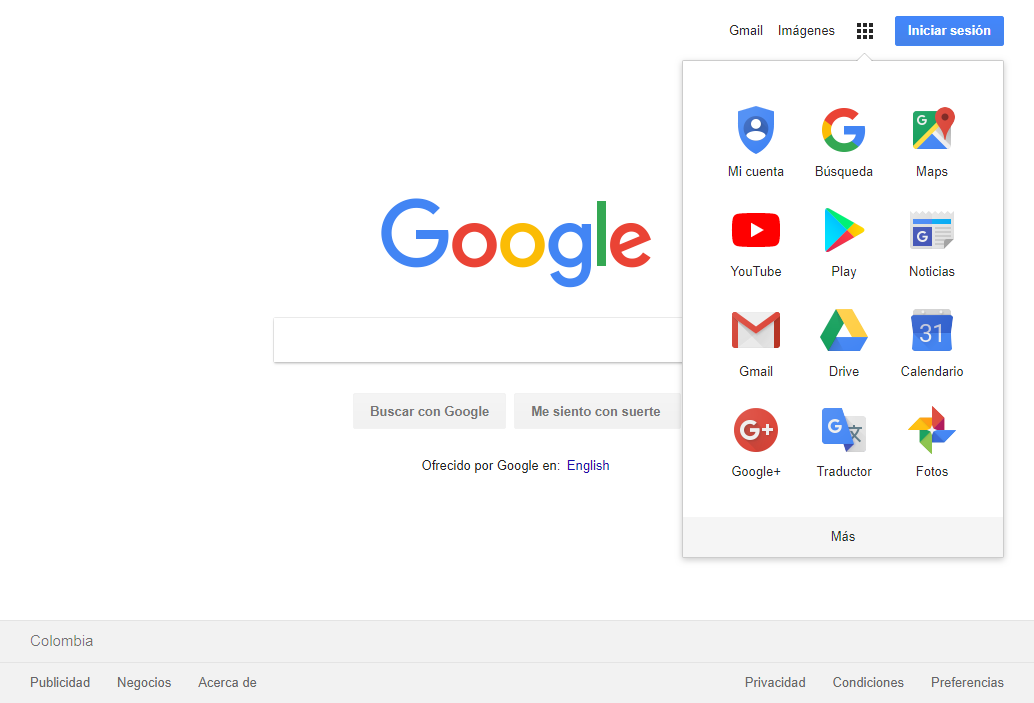 Gmail Imágenes Iniciar sesión
Mi cuenta Búsqueda Maps
YouTube Play Noticias
Gmail Drive Calendario
31
Google+ Traductor Fotos
Más
Google
Buscar con Google Me siento con suerte
Ofrecido por Google en: English
Colombia
Publicidad Negocios Acerca de Privacidad Condiciones Preferencias